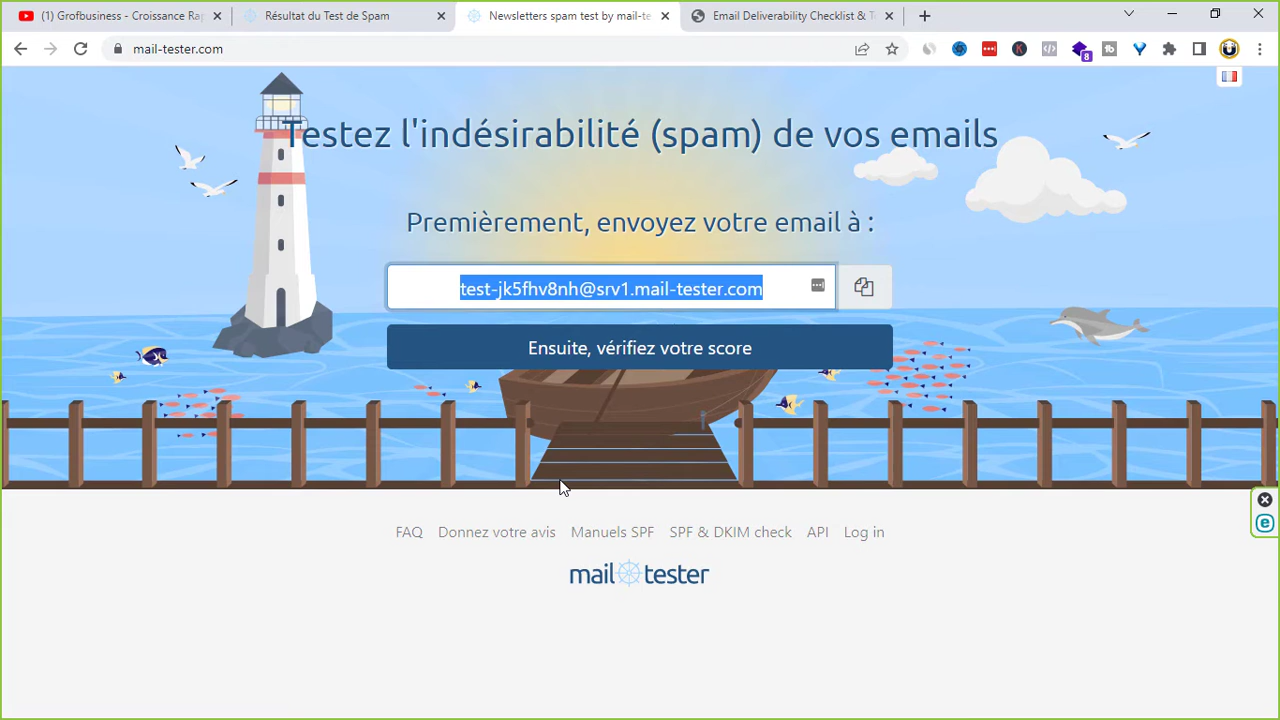 (1) Grofbusiness - Croissance Rap
Résultat du Test de Spam
Newsletters spam test by mail-te
Email Deliverability Checklist & T
mail-tester.com
8
Testez l'indésirabilité (spam) de vos emails
Premièrement, envoyez votre email à :
test-jk5fhv8nh@srv1.mail-tester.com
Ensuite, vérifiez votre score
FAQ Donnez votre avis Manuels SPF SPF & DKIM check API Log in
mail tester